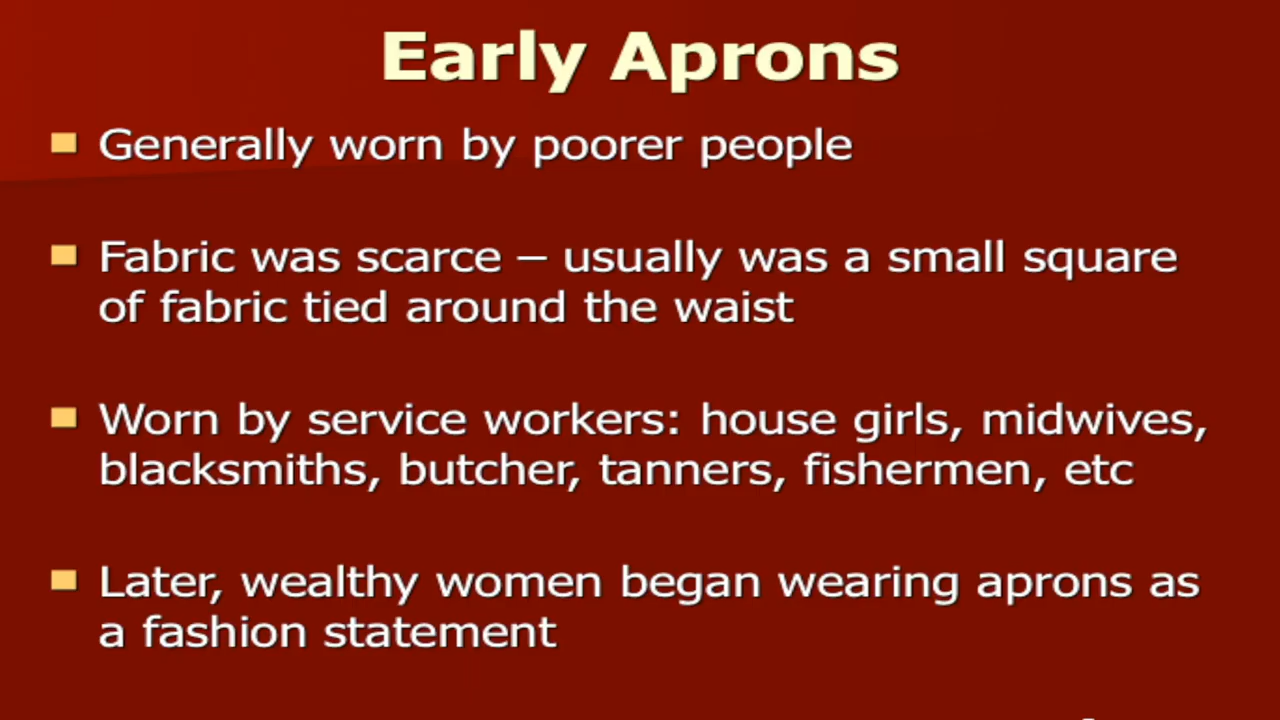 Early Aprons
Generally worn by poorer people
Fabric was scarce – usually was a small square
of fabric tied around the waist
Worn by service workers: house girls, midwives,
blacksmiths, butcher, tanners, fishermen, etc
Later, wealthy women began wearing aprons as
a fashion statement